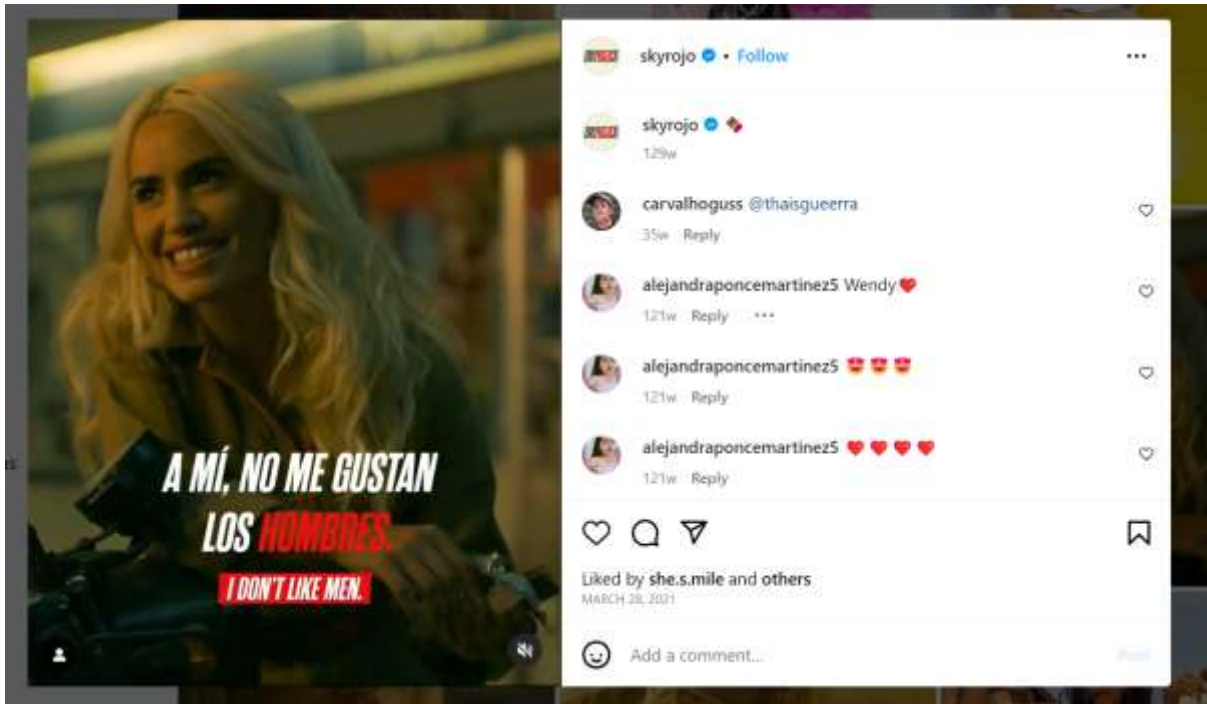 skyrojo • Follow
skyrojo
129w
carvalhoguss @thaisgueerra
35w Reply
alejandraponcemartinez5 Wendy
121w Reply
alejandraponcemartinez5
121w Reply
alejandraponcemartinez5
121w Reply
A MÍ, NO ME GUSTAN
LOS HOMBRES.
I DON'T LIKE MEN.
Liked by she.s.mile and others
MARCH 28, 2021
Add a comment...
Post